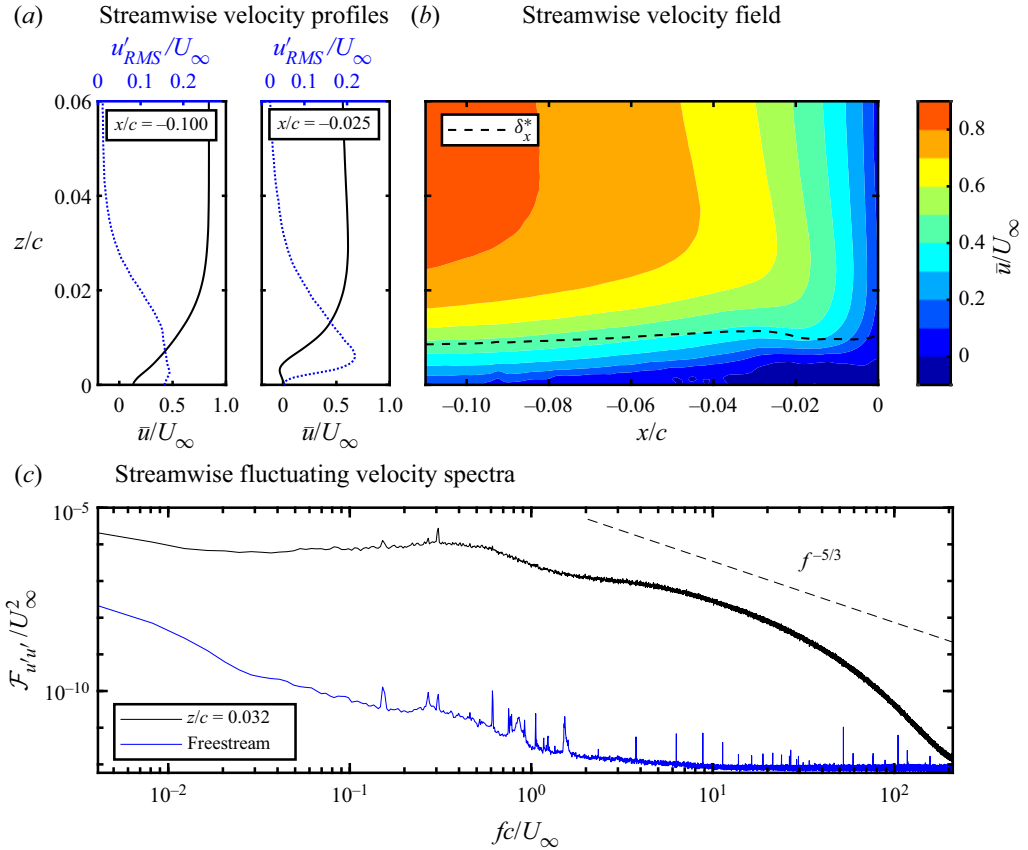 (a) Streamwise velocity profiles
u′RMS/U∞
0 0.1 0.2
u′RMS/U∞
0 0.1 0.2
x/c = –0.100
x/c = –0.025
z/c
0.06
0.04
0.02
0
0 0.5 1.0
0 0.5 1.0
u̅/U∞
u̅/U∞
(b) Streamwise velocity field
δ*x
–0.10 –0.08 –0.06 –0.04 –0.02 0
x/c
0.8
0.6
0.4
0.2
0
u̅/U∞
(c) Streamwise fluctuating velocity spectra
10⁻⁵
10⁻¹⁰
ℱu′u′/U²∞
f⁻⁵/³
z/c = 0.032
Freestream
10⁻² 10⁻¹ 10⁰ 10¹ 10²
fc/U∞